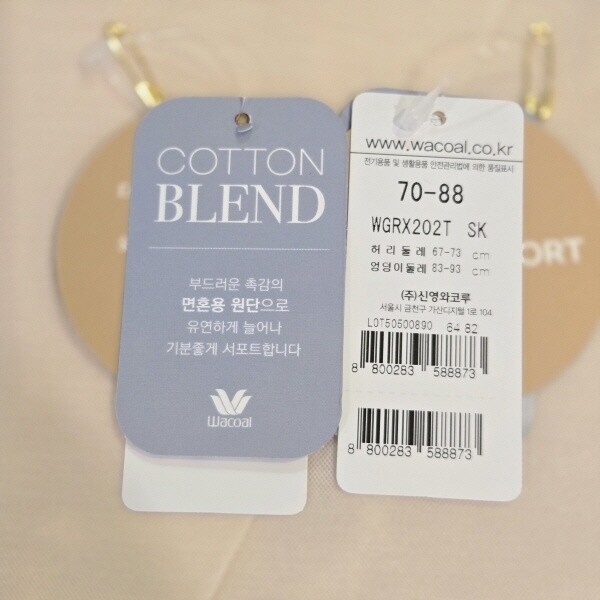 COTTON
BLEND
부드러운 촉감의
면혼용 원단으로
유연하게 늘어나
기분좋게 서포트합니다
Wacoal
www.wacoal.co.kr
전기용품 및 생활용품 안전관리법에 의한 품질표시
70-88
WGRX202T SK
허리둘레 67-73 cm
엉덩이둘레 83-93 cm
(주)신영와코루
서울시 금천구 가산디지털 1로 104
LOT50500890 64 82
8 800283 588873
8 800283 588873
ORT